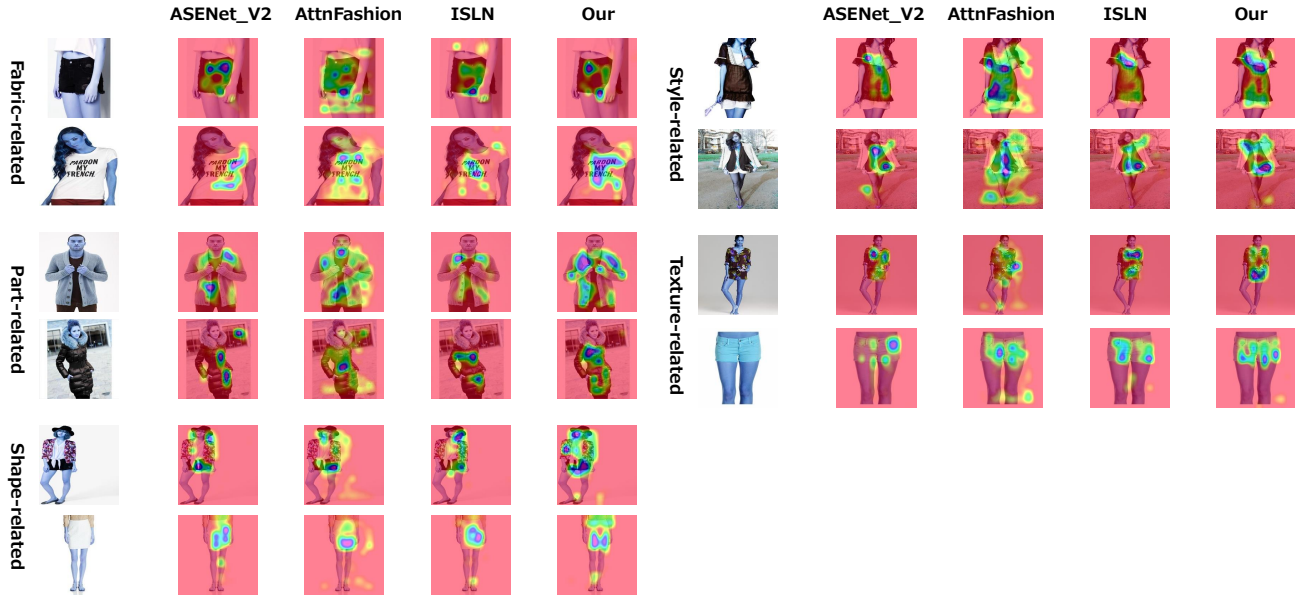 ASENet_V2 AttnFashion ISLN Our
Fabric-related
PARDON
MY
FRENCH
Part-related
Shape-related
ASENet_V2 AttnFashion ISLN Our
Style-related
Texture-related